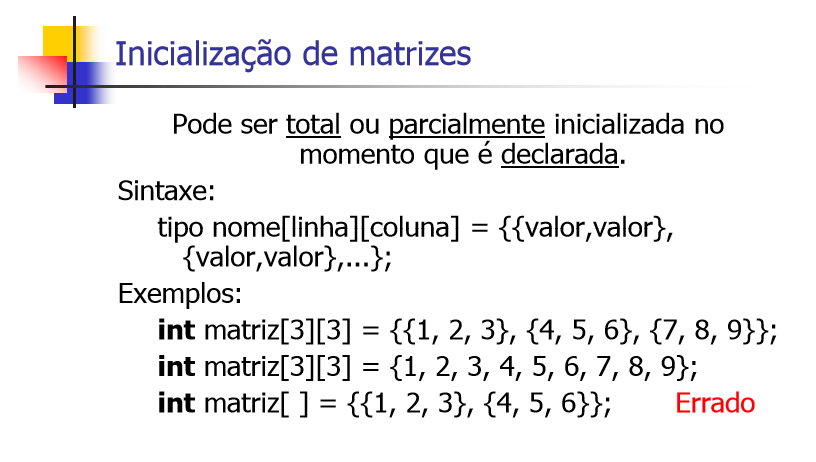 Inicialização de matrizes
Pode ser total ou parcialmente inicializada no
momento que é declarada.
Sintaxe:
tipo nome[linha][coluna] = {{valor,valor},
{valor,valor},...};
Exemplos:
int matriz[3][3] = {{1, 2, 3}, {4, 5, 6}, {7, 8, 9}};
int matriz[3][3] = {1, 2, 3, 4, 5, 6, 7, 8, 9};
int matriz[ ] = {{1, 2, 3}, {4, 5, 6}}; Errado